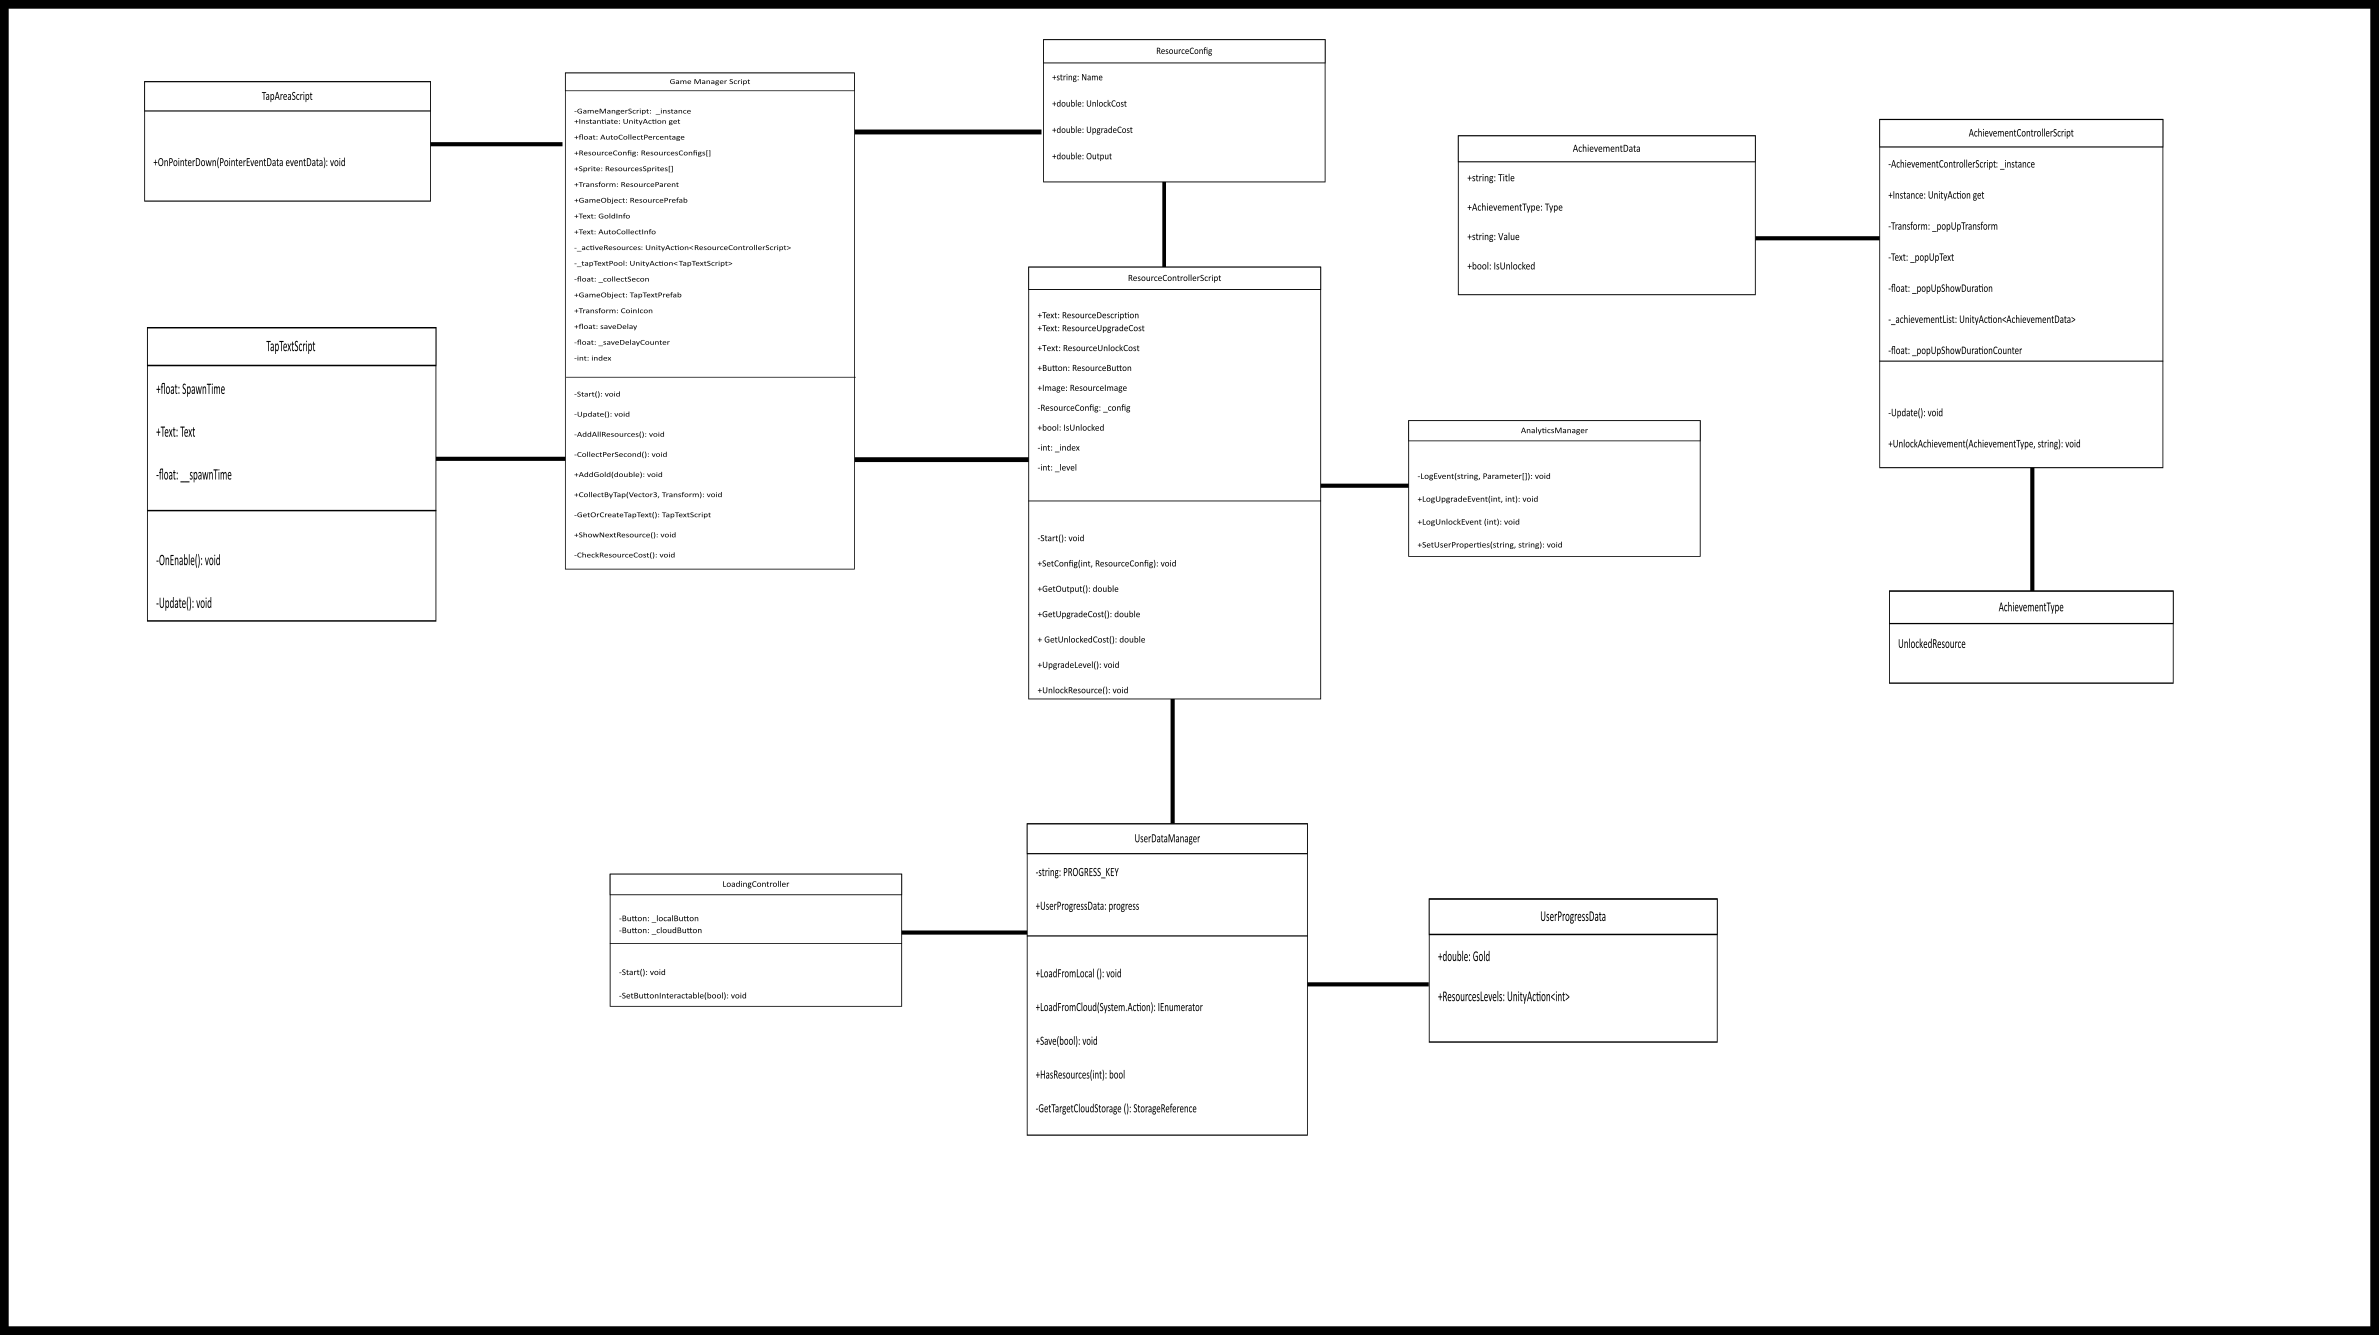 TapAreaScript
+OnPointerDown(PointerEventData eventData): void
Game Manager Script
-GameMangerScript: _instance
+Instantiate: UnityAction get
+float: AutoCollectPercentage
+ResourceConfig: ResourcesConfigs[]
+Sprite: ResourcesSprites[]
+Transform: ResourceParent
+GameObject: ResourcePrefab
+Text: GoldInfo
+Text: AutoCollectInfo
-_activeResources: UnityAction<ResourceControllerScript>
-_tapTextPool: UnityAction<TapTextScript>
-float: _collectSecon
+GameObject: TapTextPrefab
+Transform: CoinIcon
+float: saveDelay
-float: _saveDelayCounter
-int: index
-Start(): void
-Update(): void
-AddAllResources(): void
-CollectPerSecond(): void
+AddGold(double): void
+CollectByTap(Vector3, Transform): void
-GetOrCreateTapText(): TapTextScript
+ShowNextResource(): void
-CheckResourceCost(): void
ResourceConfig
+string: Name
+double: UnlockCost
+double: UpgradeCost
+double: Output
AchievementData
+string: Title
+AchievementType: Type
+string: Value
+bool: IsUnlocked
AchievementControllerScript
-AchievementControllerScript: _instance
+Instance: UnityAction get
-Transform: _popUpTransform
-Text: _popUpText
-float: _popUpShowDuration
-_achievementList: UnityAction<AchievementData>
-float: _popUpShowDurationCounter
-Update(): void
+UnlockAchievement(AchievementType, string): void
TapTextScript
+float: SpawnTime
+Text: Text
-float: __spawnTime
-OnEnable(): void
-Update(): void
ResourceControllerScript
+Text: ResourceDescription
+Text: ResourceUpgradeCost
+Text: ResourceUnlockCost
+Button: ResourceButton
+Image: ResourceImage
-ResourceConfig: _config
+bool: IsUnlocked
-int: _index
-int: _level
-Start(): void
+SetConfig(int, ResourceConfig): void
+GetOutput(): double
+GetUpgradeCost(): double
+ GetUnlockedCost(): double
+UpgradeLevel(): void
+UnlockResource(): void
AnalyticsManager
-LogEvent(string, Parameter[]): void
+LogUpgradeEvent(int, int): void
+LogUnlockEvent (int): void
+SetUserProperties(string, string): void
AchievementType
UnlockedResource
LoadingController
-Button: _localButton
-Button: _cloudButton
-Start(): void
-SetButtonInteractable(bool): void
UserDataManager
-string: PROGRESS_KEY
+UserProgressData: progress
+LoadFromLocal (): void
+LoadFromCloud(System.Action): IEnumerator
+Save(bool): void
+HasResources(int): bool
-GetTargetCloudStorage (): StorageReference
UserProgressData
+double: Gold
+ResourcesLevels: UnityAction<int>